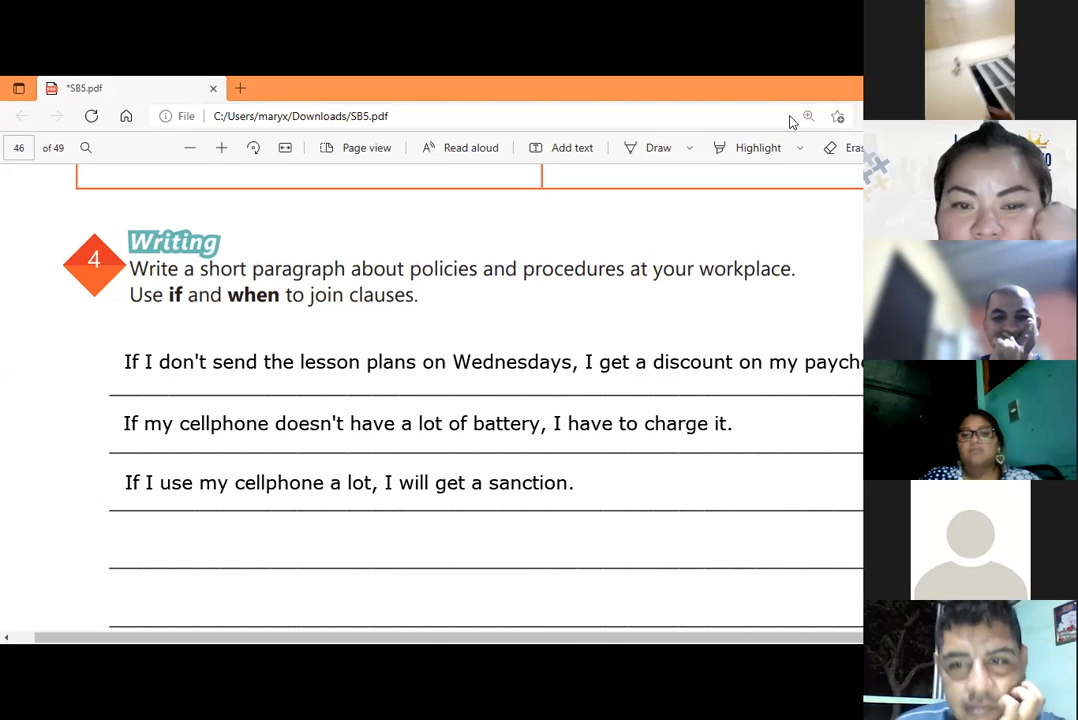 *SB5.pdf
File C:/Users/maryx/Downloads/SB5.pdf
46 of 49 Page view Read aloud Add text Draw Highlight
4 Writing
Write a short paragraph about policies and procedures at your workplace.
Use if and when to join clauses.
If I don't send the lesson plans on Wednesdays, I get a discount on my
If my cellphone doesn't have a lot of battery, I have to charge it.
If I use my cellphone a lot, I will get a sanction.